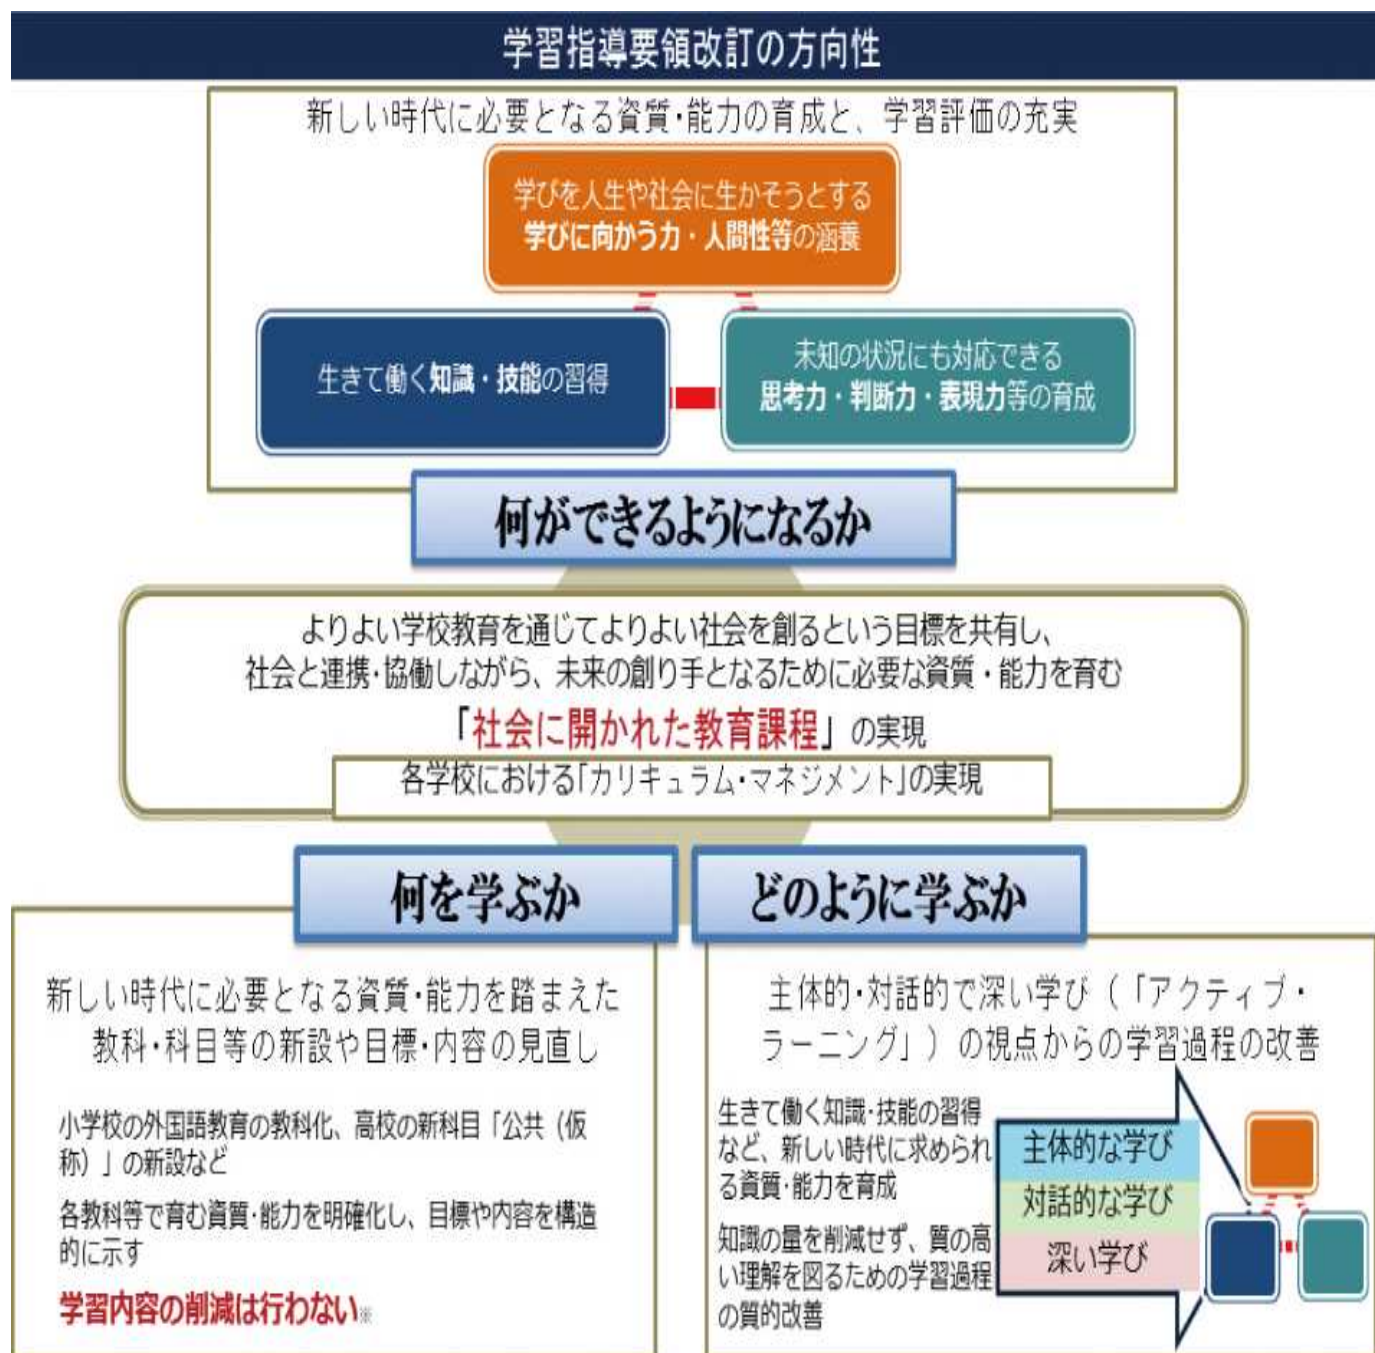 学習指導要領改訂の方向性
新しい時代に必要となる資質・能力の育成と、学習評価の充実
学びを人生や社会に生かそうとする
学びに向かう力・人間性等の涵養
生きて働く知識・技能の習得
未知の状況にも対応できる
思考力・判断力・表現力等の育成
何ができるようになるか
よりよい学校教育を通じてよりよい社会を創るという目標を共有し、
社会と連携・協働しながら、未来の創り手となるために必要な資質・能力を育む
「社会に開かれた教育課程」の実現
各学校における「カリキュラム・マネジメント」の実現
何を学ぶか
どのように学ぶか
新しい時代に必要となる資質・能力を踏まえた
教科・科目等の新設や目標・内容の見直し
小学校の外国語教育の教科化、高校の新科目「公共（仮
称）」の新設など
各教科等で育む資質・能力を明確化し、目標や内容を構造
的に示す
学習内容の削減は行わない※
主体的・対話的で深い学び（「アクティブ・
ラーニング」）の視点からの学習過程の改善
生きて働く知識・技能の習得
など、新しい時代に求められ
る資質・能力を育成
知識の量を削減せず、質の高
い理解を図るための学習過程
の質的改善
主体的な学び
対話的な学び
深い学び